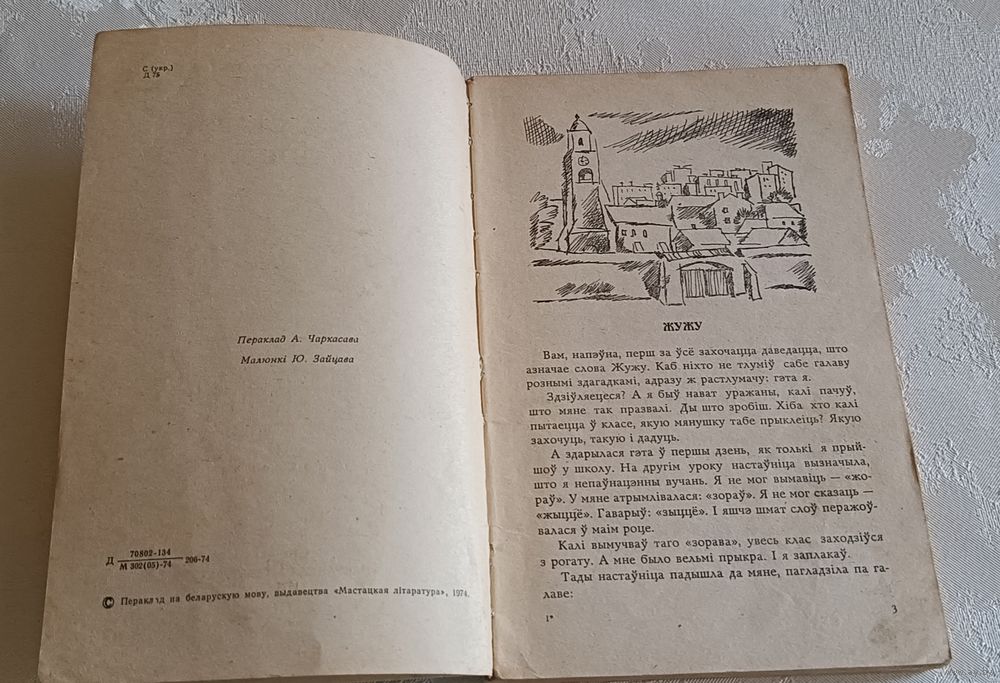 С (укр.)
Д 75
Пераклад А. Чаркасава
Малюнкі Ю. Зайцава
Д 70802-134 206-74
М 302(05)-74
© Пераклад на беларускую мову, выдавецтва «Мастацкая літаратура», 1974.
ЖУЖУ
Вам, напэўна, перш за ўсё захочацца даведацца, што
азначае слова Жужу. Каб ніхто не тлуміў сабе галаву
рознымі здагадкамі, адразу ж растлумачу: гэта я.
Здзіўляецеся? А я быў нават уражаны, калі пачуў,
што мяне так празвалі. Ды што зробіш. Хіба хто калі
пытаецца ў класе, якую мянушку табе прыклеіць? Якую
захочуць, такую і дадуць.
А здарылася гэта ў першы дзень, як толькі я прый-
шоў у школу. На другім уроку настаўніца вызначыла,
што я непаўнацэнны вучань. Я не мог вымавіць — «жо-
раў». У мяне атрымлівалася: «зораў». Я не мог сказаць —
«жыццё». Гаварыў: «зыццё». І яшчэ шмат слоў перажоў-
валася ў маім роце.
Калі вымучваў таго «зорава», увесь клас заходзіўся
з рогату. А мне было вельмі прыкра. І я заплакаў.
Тады настаўніца падышла да мяне, пагладзіла па га-
лаве:
1*
3